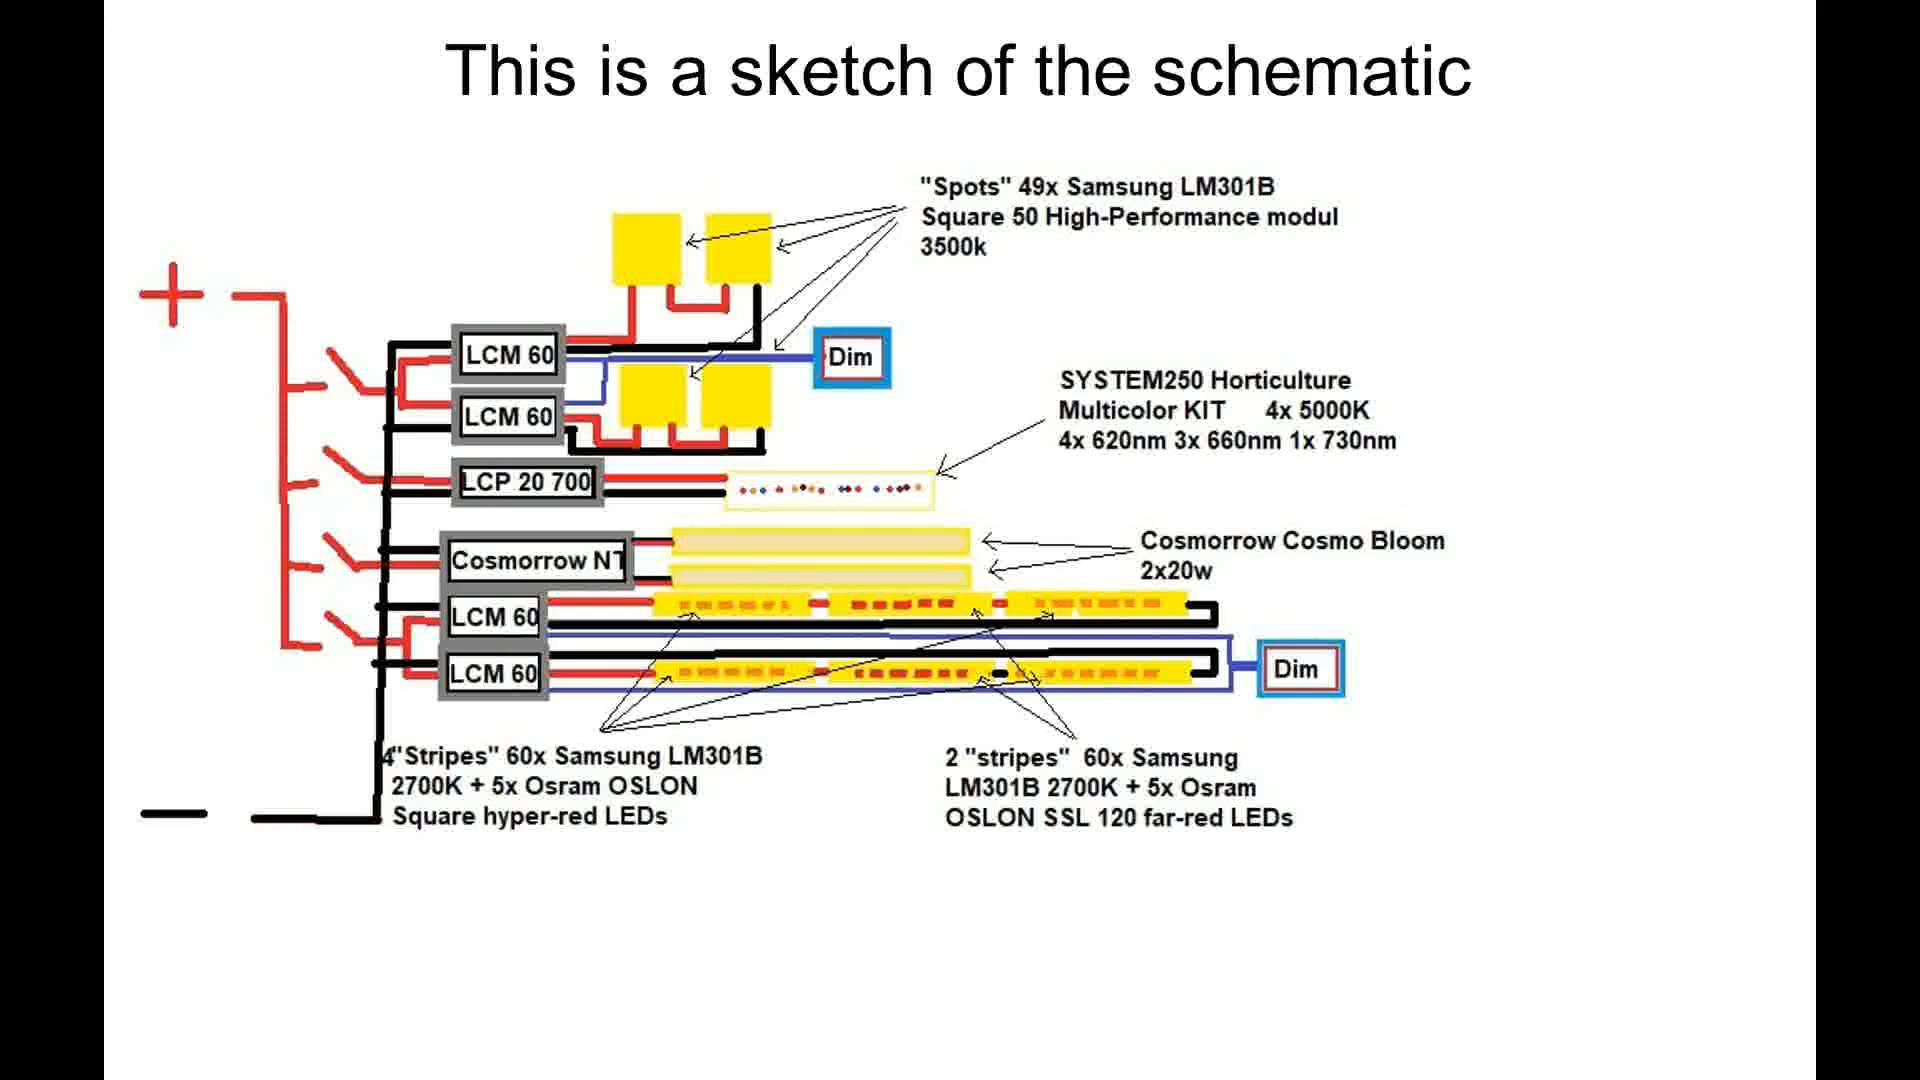 This is a sketch of the schematic
"Spots" 49x Samsung LM301B
Square 50 High-Performance modul
3500k
LCM 60
Dim
LCM 60
SYSTEM250 Horticulture
Multicolor KIT 4x 5000K
4x 620nm 3x 660nm 1x 730nm
LCP 20 700
Cosmorrow NT
Cosmorrow Cosmo Bloom
2x20w
LCM 60
LCM 60
Dim
4"Stripes" 60x Samsung LM301B
2700K + 5x Osram OSLON
Square hyper-red LEDs
2 "stripes" 60x Samsung
LM301B 2700K + 5x Osram
OSLON SSL 120 far-red LEDs